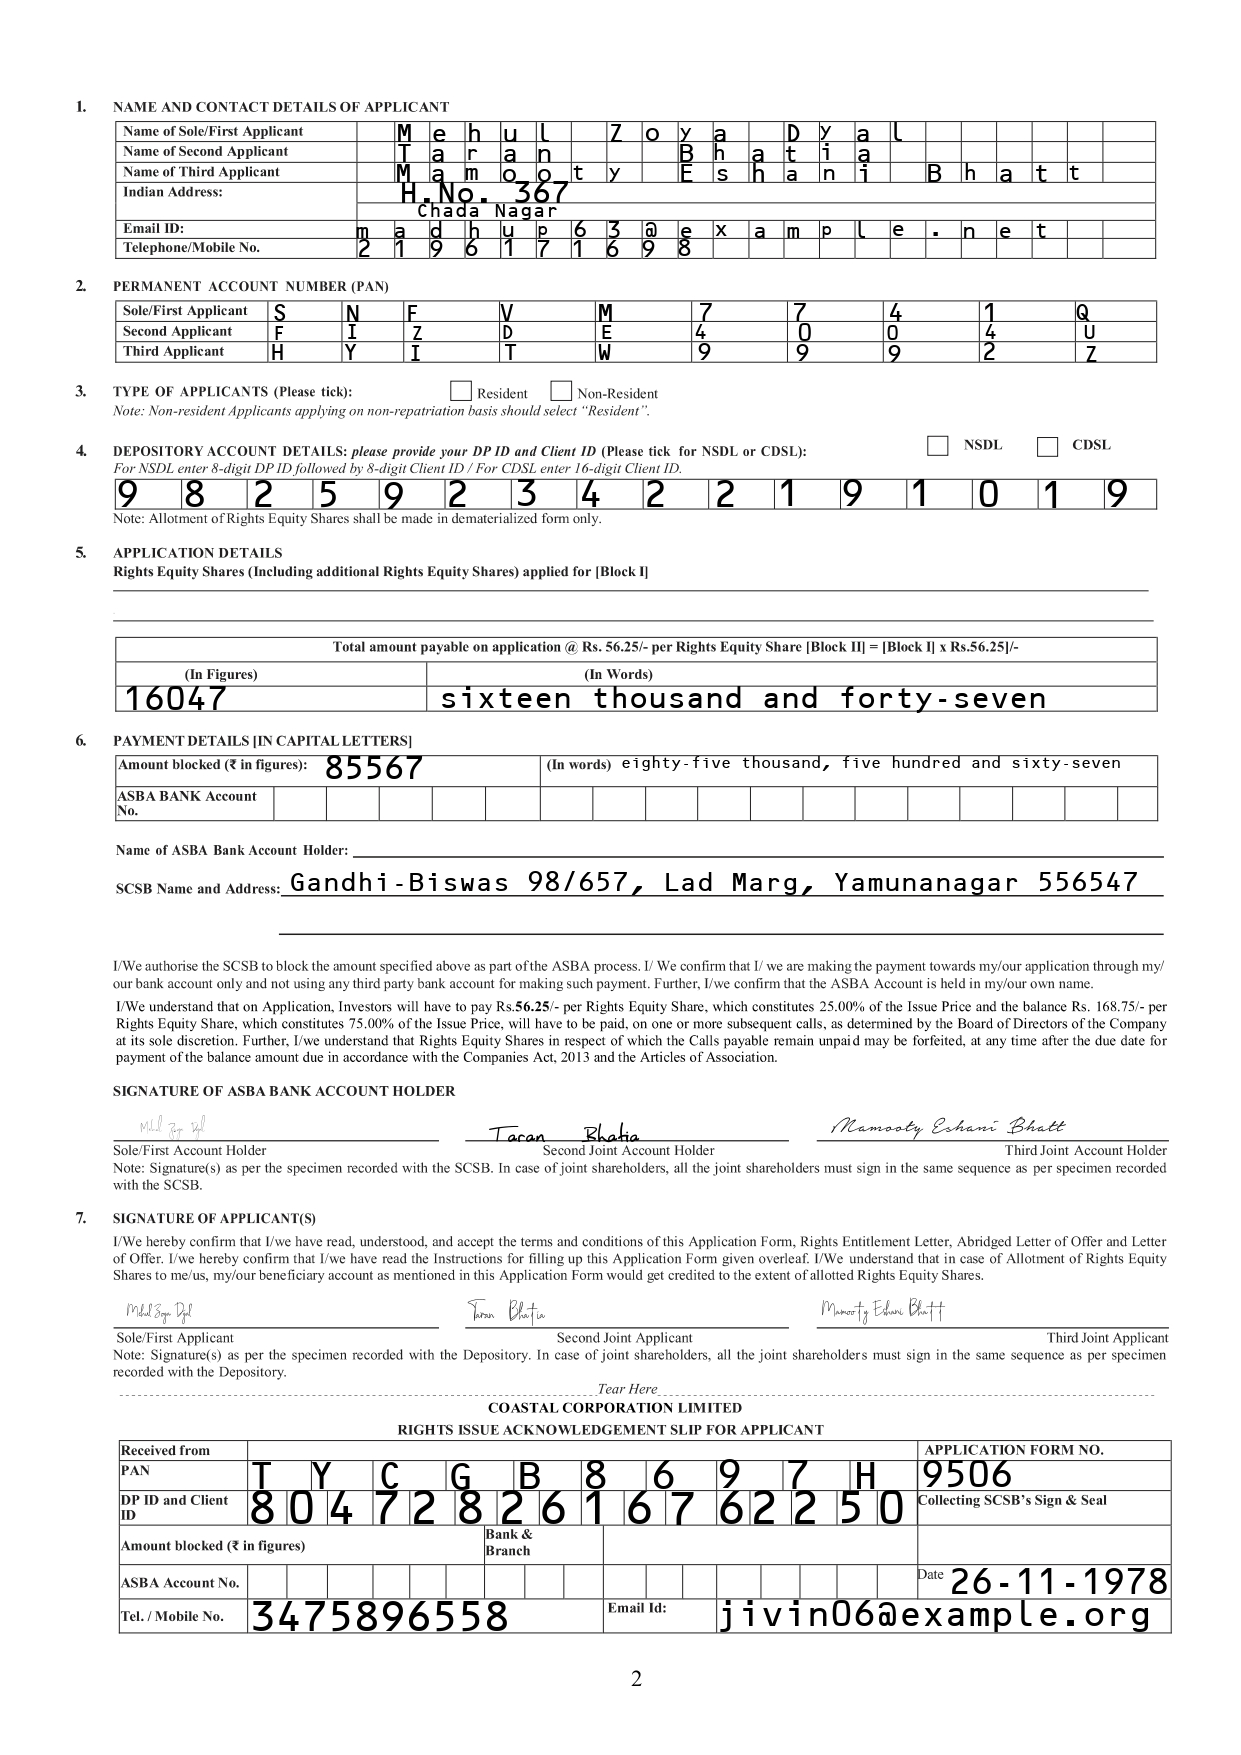 1. NAME AND CONTACT DETAILS OF APPLICANT
Name of Sole/First Applicant Mehul Zoya Dyal
Name of Second Applicant Taran Bhatia
Name of Third Applicant Mamooty Eshani Bhatt
Indian Address: H.No. 367
Chada Nagar
Email ID: madhup63@example.net
Telephone/Mobile No. 2196171698
2. PERMANENT ACCOUNT NUMBER (PAN)
Sole/First Applicant S N F V M 7 7 4 1 Q
Second Applicant F I Z D E 4 0 0 4 U
Third Applicant H Y I T W 9 9 9 2 Z
3. TYPE OF APPLICANTS (Please tick): Resident Non-Resident
Note: Non-resident Applicants applying on non-repatriation basis should select “Resident”.
4. DEPOSITORY ACCOUNT DETAILS: please provide your DP ID and Client ID (Please tick for NSDL or CDSL): NSDL CDSL
For NSDL enter 8-digit DP ID followed by 8-digit Client ID / For CDSL enter 16-digit Client ID.
9 8 2 5 9 2 3 4 2 2 1 9 1 0 1 9
Note: Allotment of Rights Equity Shares shall be made in dematerialized form only.
5. APPLICATION DETAILS
Rights Equity Shares (Including additional Rights Equity Shares) applied for [Block I]
Total amount payable on application @ Rs. 56.25/- per Rights Equity Share [Block II] = [Block I] x Rs.56.25]/-
(In Figures) (In Words)
16047 sixteen thousand and forty-seven
6. PAYMENT DETAILS [IN CAPITAL LETTERS]
Amount blocked (₹ in figures): 85567 (In words) eighty-five thousand, five hundred and sixty-seven
ASBA BANK Account
No.
Name of ASBA Bank Account Holder:
SCSB Name and Address: Gandhi-Biswas 98/657, Lad Marg, Yamunanagar 556547
I/We authorise the SCSB to block the amount specified above as part of the ASBA process. I/ We confirm that I/ we are making the payment towards my/our application through my/
our bank account only and not using any third party bank account for making such payment. Further, I/we confirm that the ASBA Account is held in my/our own name.
I/We understand that on Application, Investors will have to pay Rs.56.25/- per Rights Equity Share, which constitutes 25.00% of the Issue Price and the balance Rs. 168.75/- per
Rights Equity Share, which constitutes 75.00% of the Issue Price, will have to be paid, on one or more subsequent calls, as determined by the Board of Directors of the Company
at its sole discretion. Further, I/we understand that Rights Equity Shares in respect of which the Calls payable remain unpaid may be forfeited, at any time after the due date for
payment of the balance amount due in accordance with the Companies Act, 2013 and the Articles of Association.
SIGNATURE OF ASBA BANK ACCOUNT HOLDER
Mehul Zoya Dyal Taran Bhatia Mamooty Eshani Bhatt
Sole/First Account Holder Second Joint Account Holder Third Joint Account Holder
Note: Signature(s) as per the specimen recorded with the SCSB. In case of joint shareholders, all the joint shareholders must sign in the same sequence as per specimen recorded
with the SCSB.
7. SIGNATURE OF APPLICANT(S)
I/We hereby confirm that I/we have read, understood, and accept the terms and conditions of this Application Form, Rights Entitlement Letter, Abridged Letter of Offer and Letter
of Offer. I/we hereby confirm that I/we have read the Instructions for filling up this Application Form given overleaf. I/We understand that in case of Allotment of Rights Equity
Shares to me/us, my/our beneficiary account as mentioned in this Application Form would get credited to the extent of allotted Rights Equity Shares.
Mehul Zoya Dyal Taran Bhatia Mamooty Eshani Bhatt
Sole/First Applicant Second Joint Applicant Third Joint Applicant
Note: Signature(s) as per the specimen recorded with the Depository. In case of joint shareholders, all the joint shareholders must sign in the same sequence as per specimen
recorded with the Depository.
Tear Here
COASTAL CORPORATION LIMITED
RIGHTS ISSUE ACKNOWLEDGEMENT SLIP FOR APPLICANT
Received from APPLICATION FORM NO.
PAN T Y C G B 8 6 9 7 H 9506
DP ID and Client
ID 8047282616762250 Collecting SCSB’s Sign & Seal
Amount blocked (₹ in figures) Bank &
Branch
ASBA Account No. Date 26-11-1978
Tel. / Mobile No. 3475896558 Email Id: jivin06@example.org
2